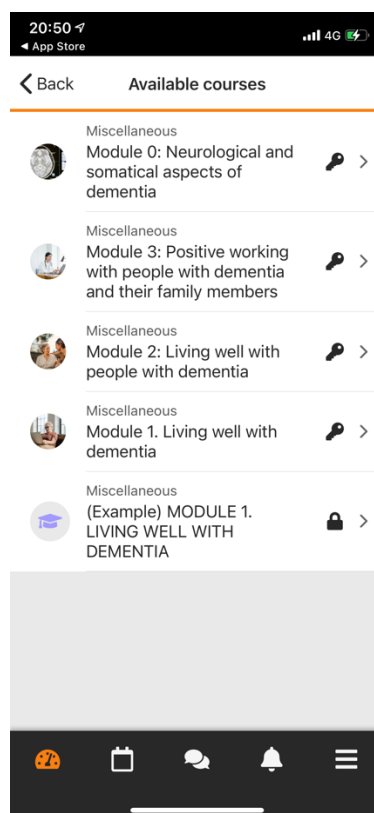 20:50
4G
App Store
Back
Available courses
Miscellaneous
Module 0: Neurological and
somatical aspects of
dementia
Miscellaneous
Module 3: Positive working
with people with dementia
and their family members
Miscellaneous
Module 2: Living well with
people with dementia
Miscellaneous
Module 1. Living well with
dementia
Miscellaneous
(Example) MODULE 1.
LIVING WELL WITH
DEMENTIA